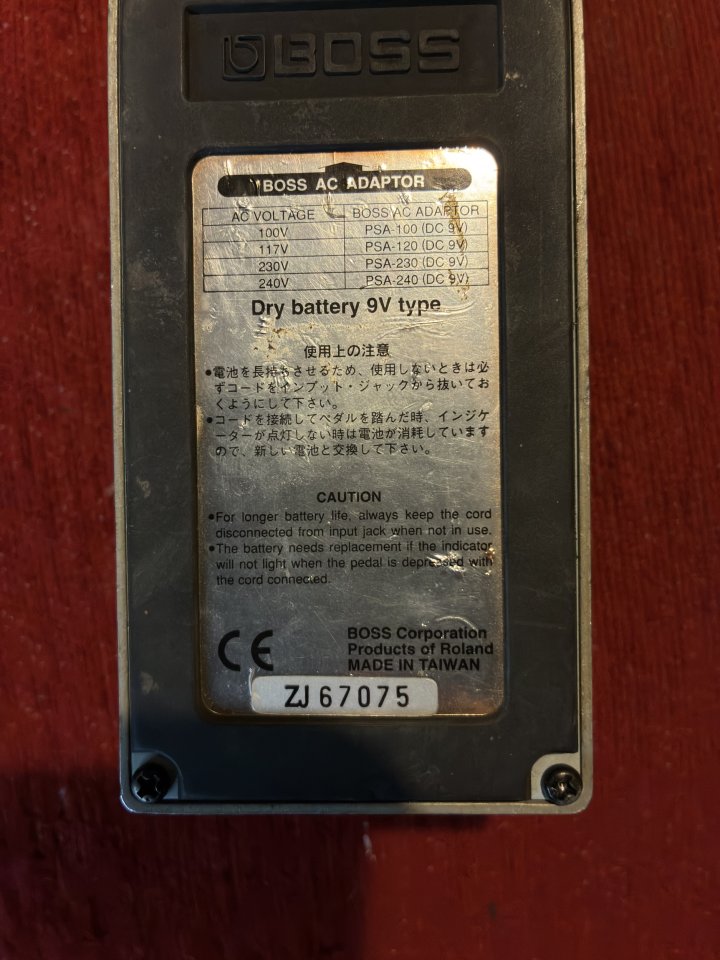 BOSS
BOSS AC ADAPTOR
AC VOLTAGE BOSS AC ADAPTOR
100V PSA-100 (DC 9V)
117V PSA-120 (DC 9V)
230V PSA-230 (DC 9V)
240V PSA-240 (DC 9V)
Dry battery 9V type
使用上の注意
●電池を長持ちさせるため、使用しないときは必
ずコードをインプット・ジャックから抜いてお
くようにして下さい。
●コードを接続してペダルを踏んだ時、インジケ
ーターが点灯しない時は電池が消耗しています
ので、新しい電池と交換して下さい。
CAUTION
●For longer battery life, always keep the cord
disconnected from input jack when not in use.
●The battery needs replacement if the indicator
will not light when the pedal is depressed with
the cord connected.
CE
BOSS Corporation
Products of Roland
MADE IN TAIWAN
ZJ 67075